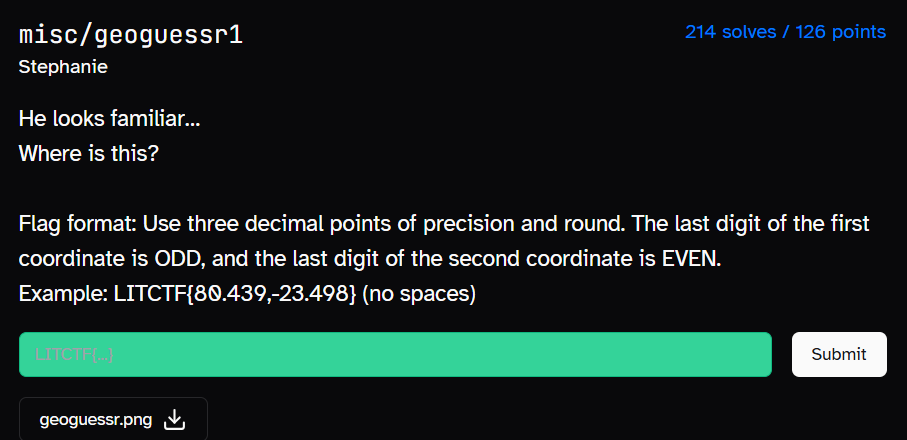 misc/geoguessr1
214 solves / 126 points
Stephanie
He looks familiar...
Where is this?
Flag format: Use three decimal points of precision and round. The last digit of the first
coordinate is ODD, and the last digit of the second coordinate is EVEN.
Example: LITCTF{80.439,-23.498} (no spaces)
LITCTF{...}
Submit
geoguessr.png